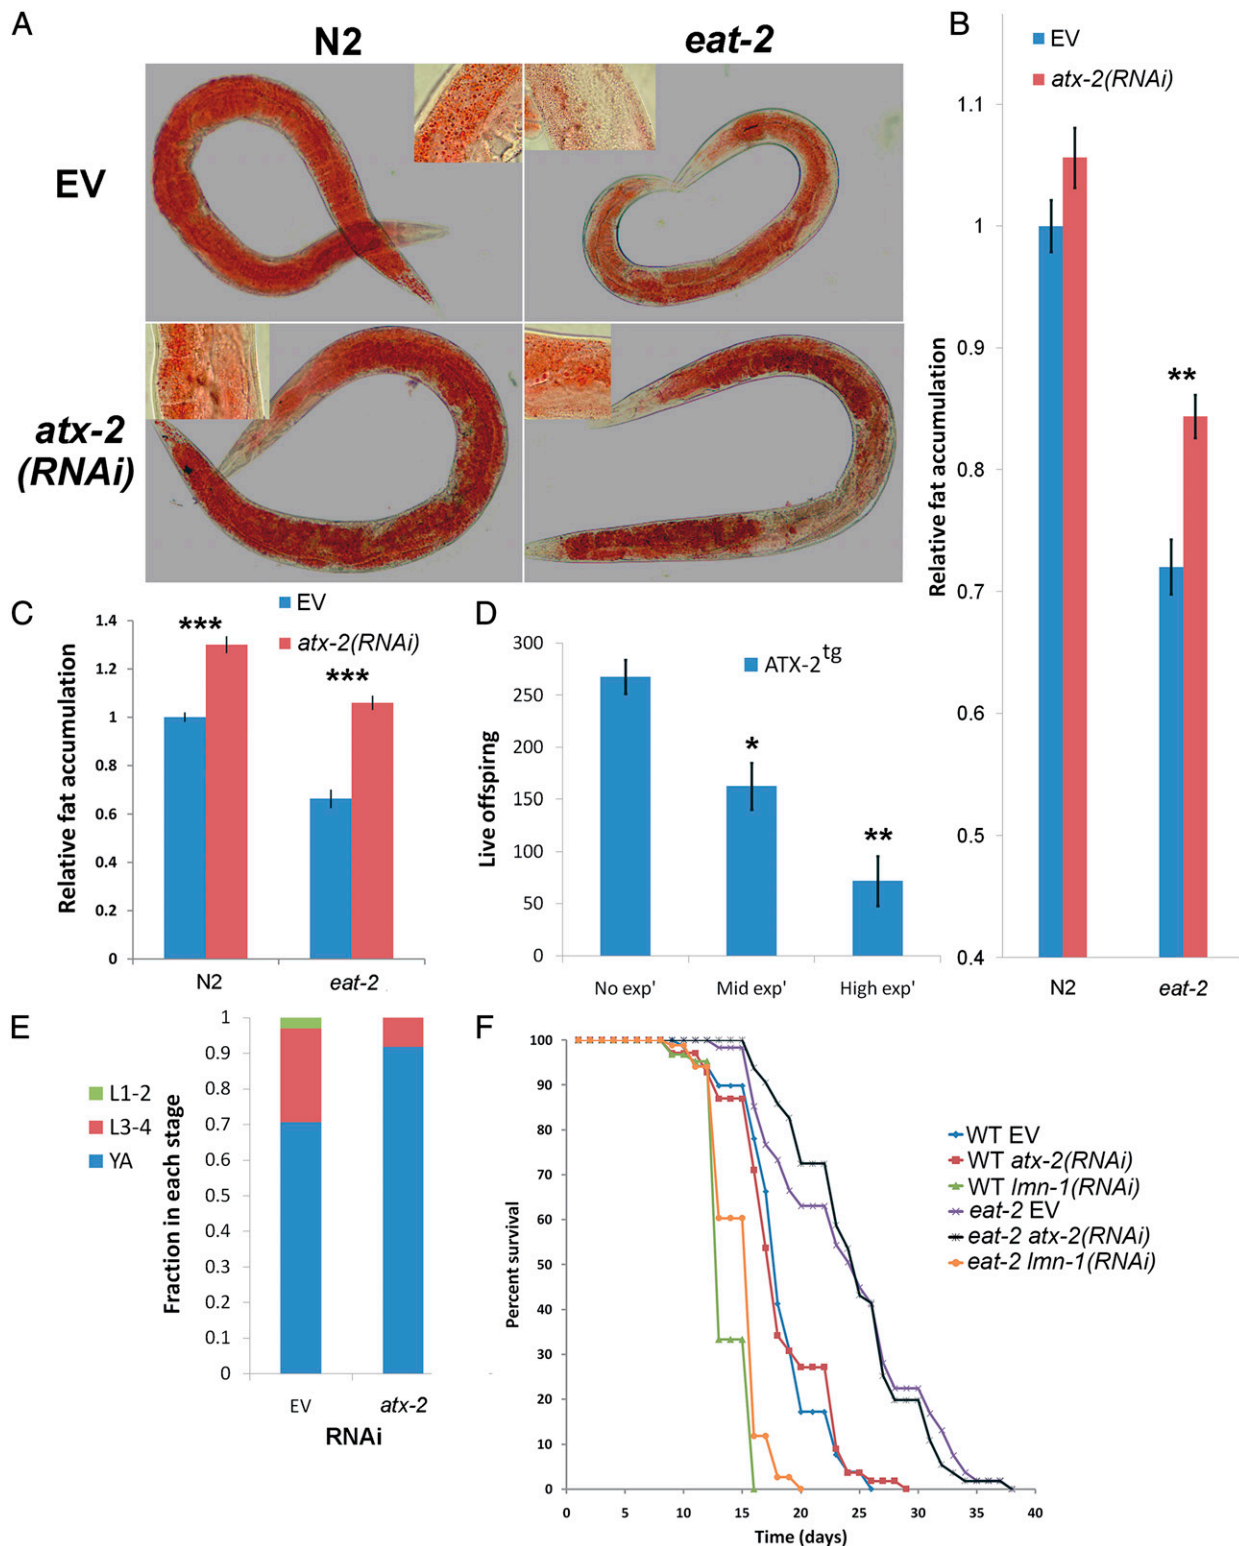 A
N2
eat-2
EV
atx-2
(RNAi)
B
EV
atx-2(RNAi)
Relative fat accumulation
1.1
1
0.9
0.8
0.7
0.6
0.5
0.4
**
N2
eat-2
C
EV
atx-2(RNAi)
Relative fat accumulation
1.4
1.2
1
0.8
0.6
0.4
0.2
0
***
***
N2
eat-2
D
ATX-2tg
Live offspirng
300
250
200
150
100
50
0
*
**
No exp'
Mid exp'
High exp'
E
L1-2
L3-4
YA
Fraction in each stage
1
0.9
0.8
0.7
0.6
0.5
0.4
0.3
0.2
0.1
0
EV
atx-2
RNAi
F
Percent survival
100
90
80
70
60
50
40
30
20
10
0
0
5
10
15
20
25
30
35
40
Time (days)
WT EV
WT atx-2(RNAi)
WT lmn-1(RNAi)
eat-2 EV
eat-2 atx-2(RNAi)
eat-2 lmn-1(RNAi)